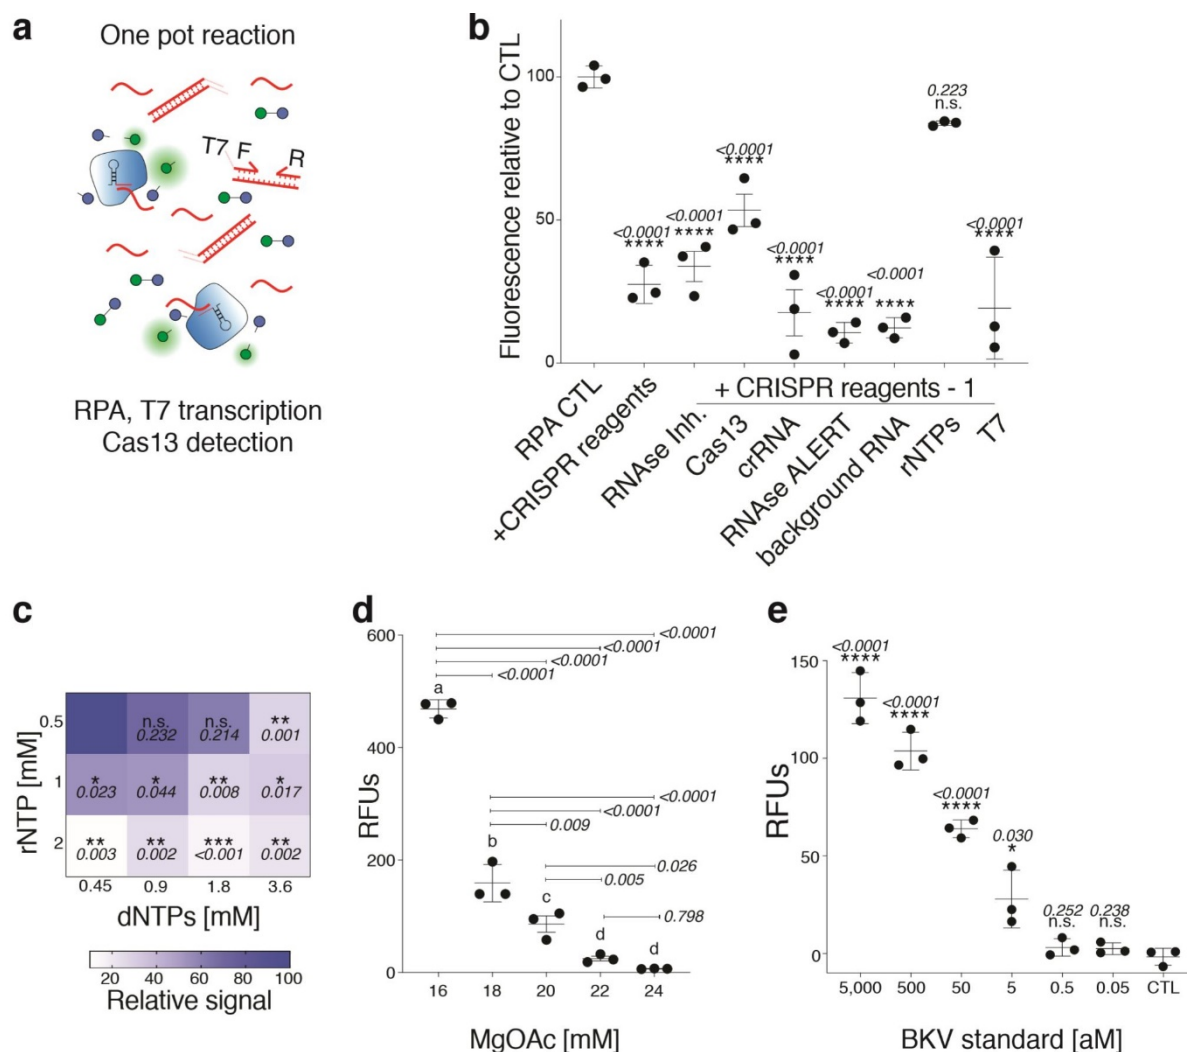 a
One pot reaction
T7 F R
RPA, T7 transcription
Cas13 detection
b
Fluorescence relative to CTL
100
50
0
<0.0001
****
<0.0001
****
<0.0001
****
<0.0001
****
<0.0001
****
<0.0001
****
0.223
n.s.
<0.0001
****
+ CRISPR reagents - 1
RPA CTL
+CRISPR reagents
RNAse Inh.
Cas13
crRNA
RNAse ALERT
background RNA
rNTPs
T7
c
rNTP [mM]
0.5
n.s. n.s. **
0.232 0.214 0.001
1
* * ** *
0.023 0.044 0.008 0.017
2
** ** *** **
0.003 0.002 <0.001 0.002
0.45 0.9 1.8 3.6
dNTPs [mM]
20 40 60 80 100
Relative signal
d
RFUs
600
400
200
0
<0.0001
<0.0001
<0.0001
<0.0001
a
<0.0001
<0.0001
0.009
b
0.026
0.005
c
0.798
d
d
16 18 20 22 24
MgOAc [mM]
e
RFUs
150
100
50
0
<0.0001
****
<0.0001
****
<0.0001
****
0.030
*
0.252
n.s.
0.238
n.s.
5,000 500 50 5 0.5 0.05 CTL
BKV standard [aM]